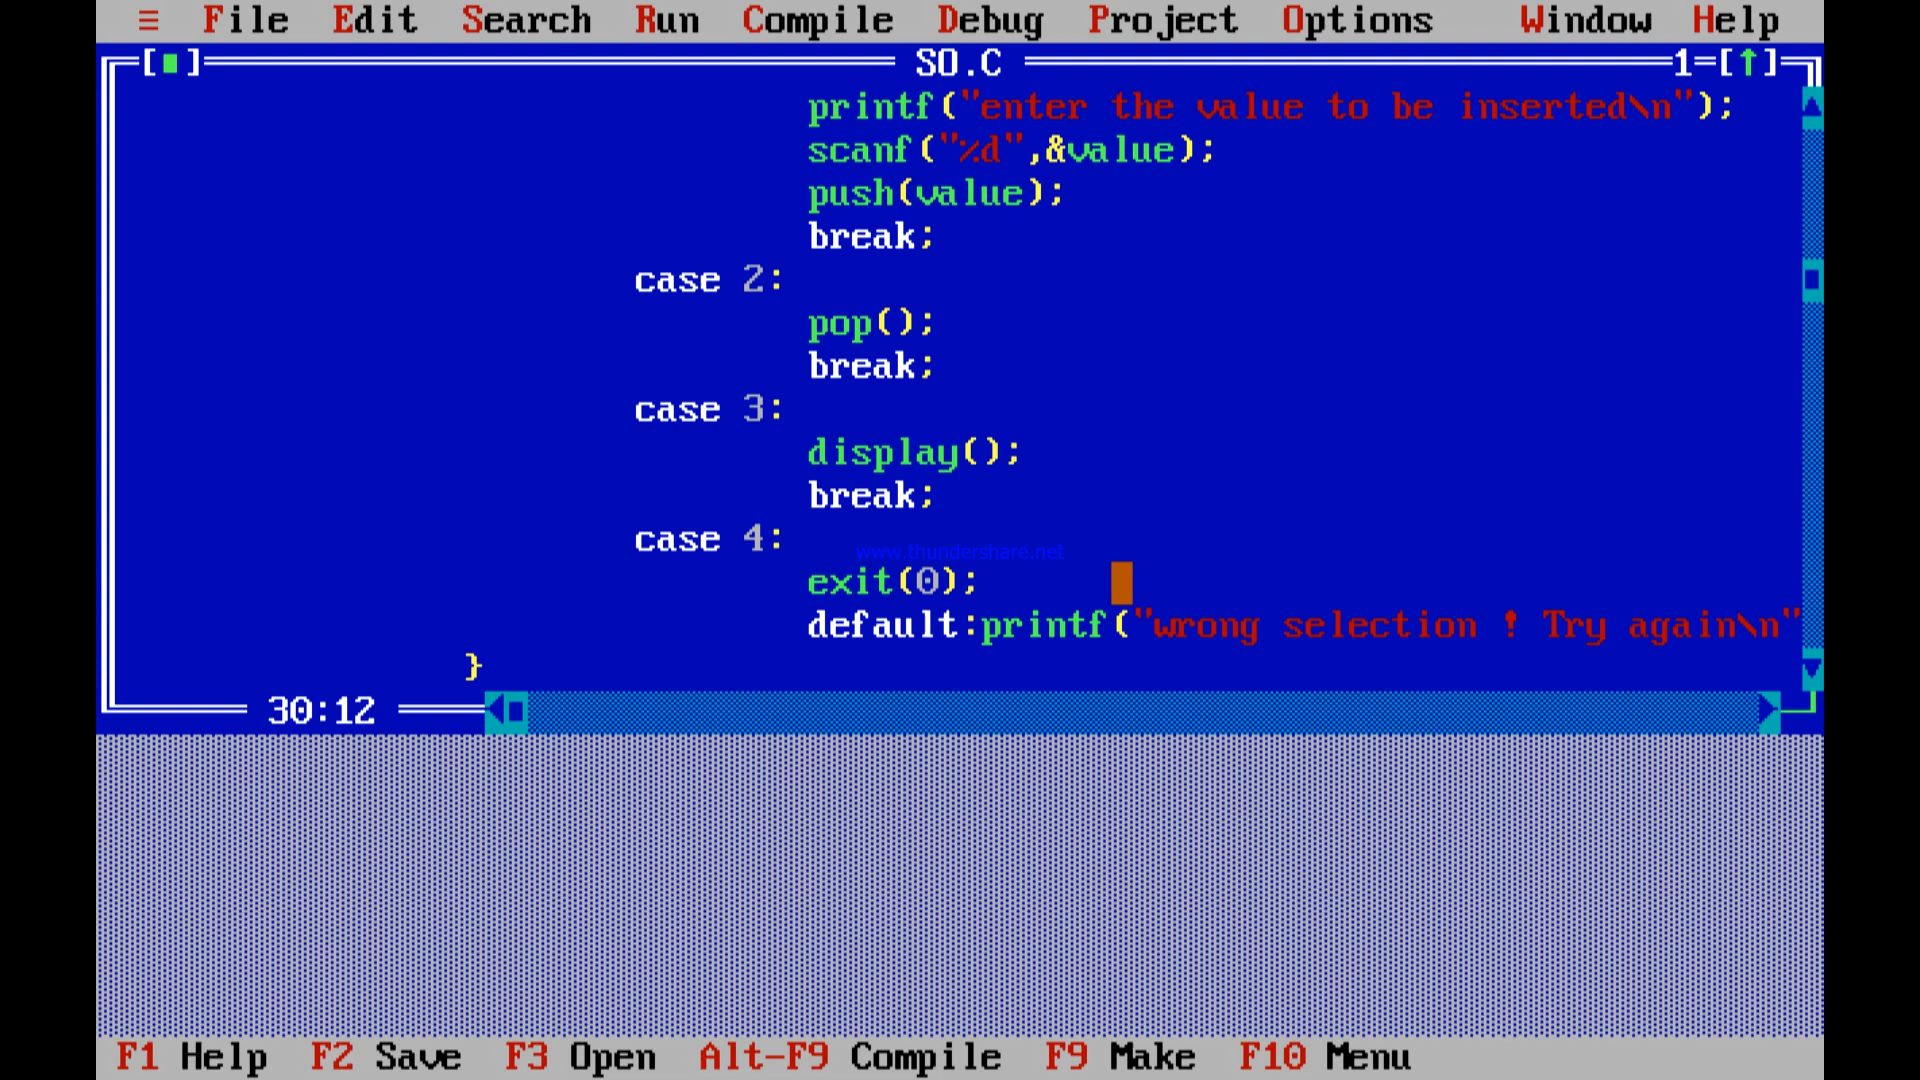 ≡ File Edit Search Run Compile Debug Project Options Window Help
[■] SO.C 1=[↑]
printf("enter the value to be inserted\n");
scanf("%d",&value);
push(value);
break;
case 2:
pop();
break;
case 3:
display();
break;
case 4:
www.thundershare.net
exit(0);
default:printf("wrong selection ! Try again\n"
}
30:12
F1 Help F2 Save F3 Open Alt-F9 Compile F9 Make F10 Menu